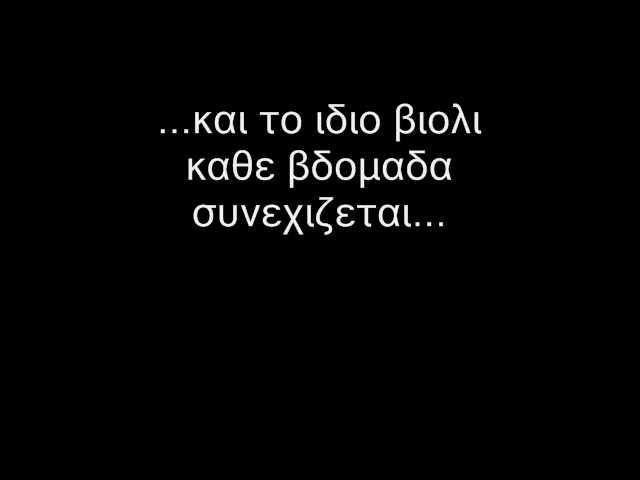 ...και το ιδιο βιολι
καθε βδομαδα
συνεχιζεται...